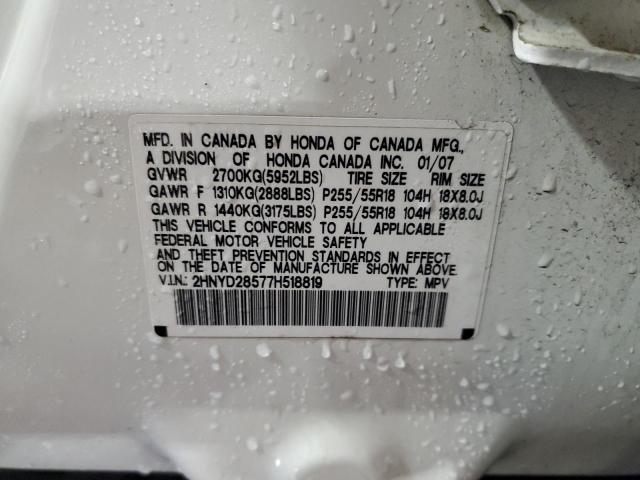 MFD. IN CANADA BY HONDA OF CANADA MFG.,
A DIVISION OF HONDA CANADA INC. 01/07
GVWR 2700KG(5952LBS) TIRE SIZE RIM SIZE
GAWR F 1310KG(2888LBS) P255/55R18 104H 18X8.0J
GAWR R 1440KG(3175LBS) P255/55R18 104H 18X8.0J
THIS VEHICLE CONFORMS TO ALL APPLICABLE
FEDERAL MOTOR VEHICLE SAFETY
AND THEFT PREVENTION STANDARDS IN EFFECT
ON THE DATE OF MANUFACTURE SHOWN ABOVE.
V.I.N.: 2HNYD28577H518819 TYPE: MPV